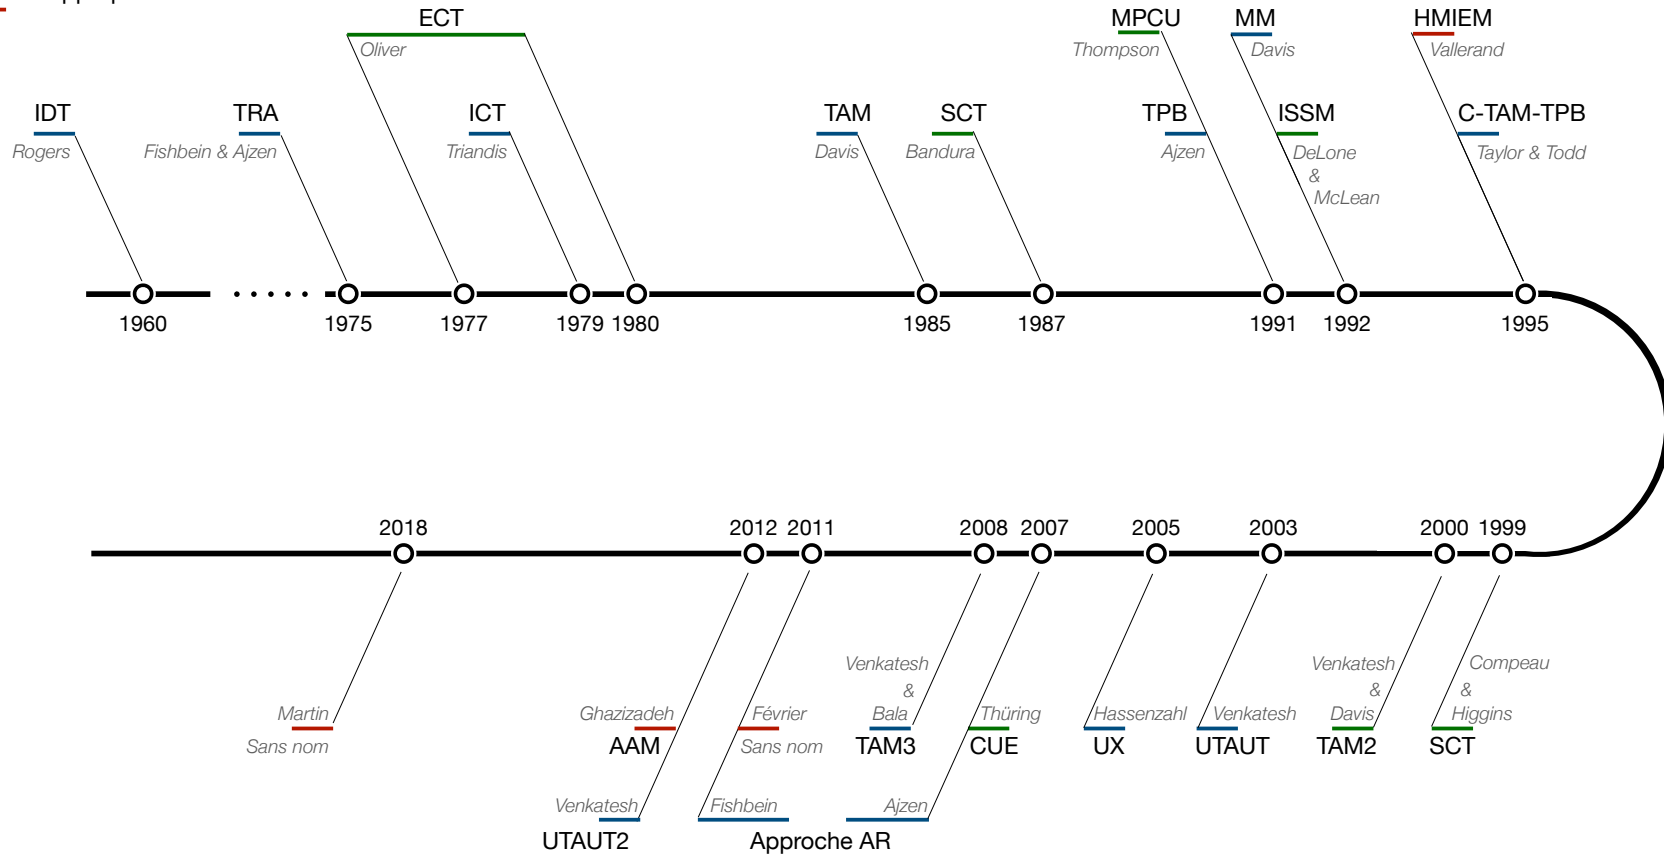 ECT
Oliver
MPCU
Thompson
MM
Davis
HMIEM
Vallerand
IDT
Rogers
TRA
Fishbein & Ajzen
ICT
Triandis
TAM
Davis
SCT
Bandura
TPB
Ajzen
ISSM
DeLone
&
McLean
C-TAM-TPB
Taylor & Todd
1960
1975
1977
1979
1980
1985
1987
1991
1992
1995
2018
2012
2011
2008
2007
2005
2003
2000
1999
Martin
Sans nom
Ghazizadeh
AAM
Février
Sans nom
Venkatesh
&
Bala
TAM3
Thüring
CUE
Hassenzahl
UX
Venkatesh
UTAUT
Venkatesh
&
Davis
TAM2
Compeau
&
Higgins
SCT
Venkatesh
UTAUT2
Fishbein
Ajzen
Approche AR